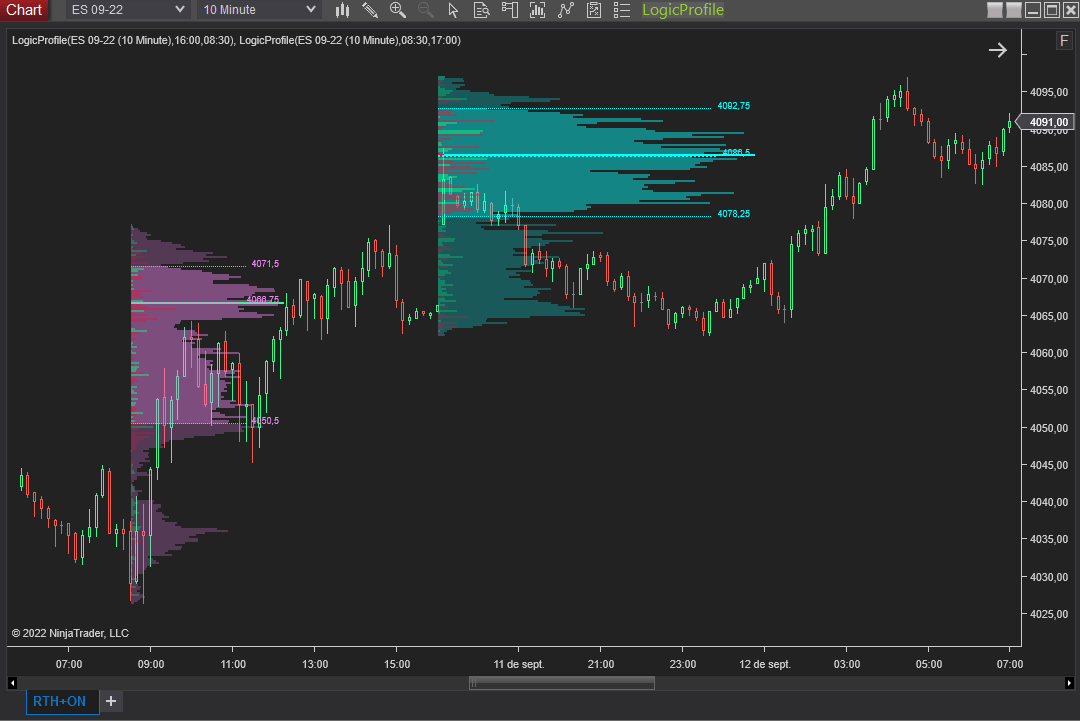 Chart
ES 09-22
10 Minute
LogicProfile
LogicProfile(ES 09-22 (10 Minute),16:00,08:30), LogicProfile(ES 09-22 (10 Minute),08:30,17:00)
F
4092,75
4086,5
4078,25
4071,5
4066,75
4050,5
4095,00
4091,00
4090,00
4085,00
4080,00
4075,00
4070,00
4065,00
4060,00
4055,00
4050,00
4045,00
4040,00
4035,00
4030,00
4025,00
© 2022 NinjaTrader, LLC
07:00 09:00 11:00 13:00 15:00 11 de sept. 21:00 23:00 12 de sept. 03:00 05:00 07:00
RTH+ON +